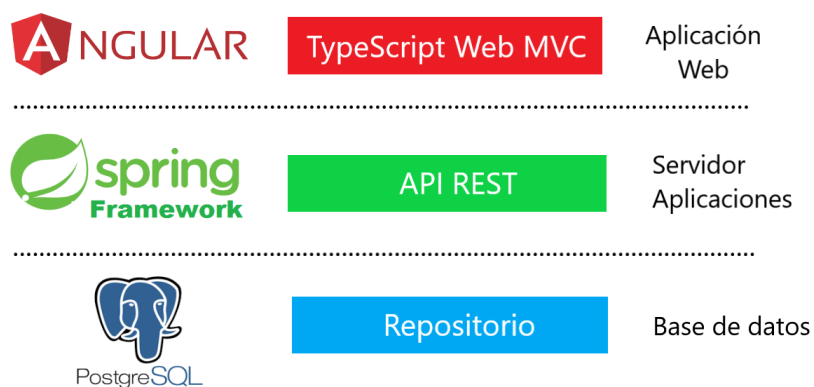 ANGULAR
TypeScript Web MVC
Aplicación
Web
spring
Framework
API REST
Servidor
Aplicaciones
PostgreSQL
Repositorio
Base de datos